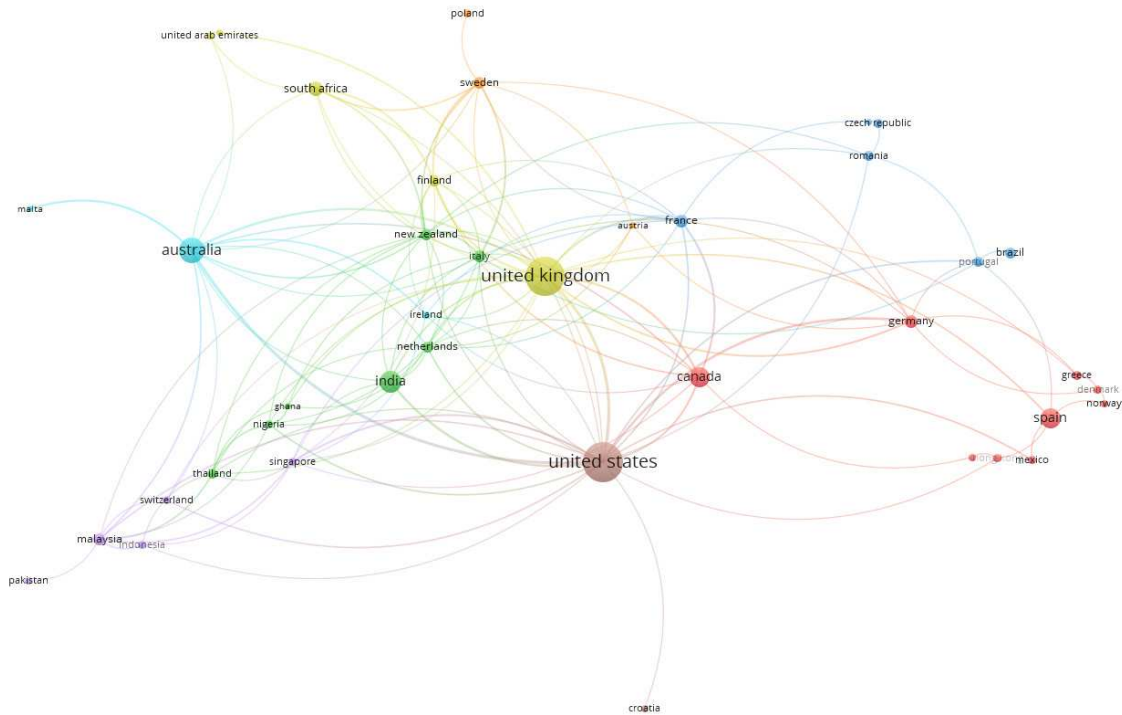 poland
united arab emirates
sweden
south africa
czech republic
romania
finland
malta
france
austria
new zealand
australia
italy
brazil
portugal
united kingdom
ireland
germany
netherlands
canada
india
greece
denmark
ghana
norway
spain
nigeria
united states
mexico
singapore
thailand
switzerland
malaysia
indonesia
pakistan
croatia